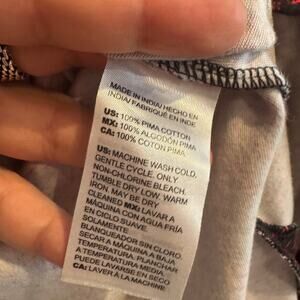 MADE IN INDIA/ HECHO EN
INDIA/ FABRIQUÉ EN INDE
US: 100% PIMA COTTON
MX: 100% ALGODÓN PIMA
CA: 100% COTON PIMA
US: MACHINE WASH COLD,
GENTLE CYCLE. ONLY
NON-CHLORINE BLEACH.
TUMBLE DRY LOW. WARM
IRON. MAY BE DRY
CLEANED MX: LAVAR A
MÁQUINA CON AGUA FRÍA
EN CICLO SUAVE.
SOLAMENTE
BLANQUEADOR SIN CLORO.
SECAR A MÁQUINA A BAJA
TEMPERATURA. PLANCHAR
A TEMPERATURA MEDIA.
PUEDE LAVARSE EN SECO
CA: LAVER À LA MACHINE